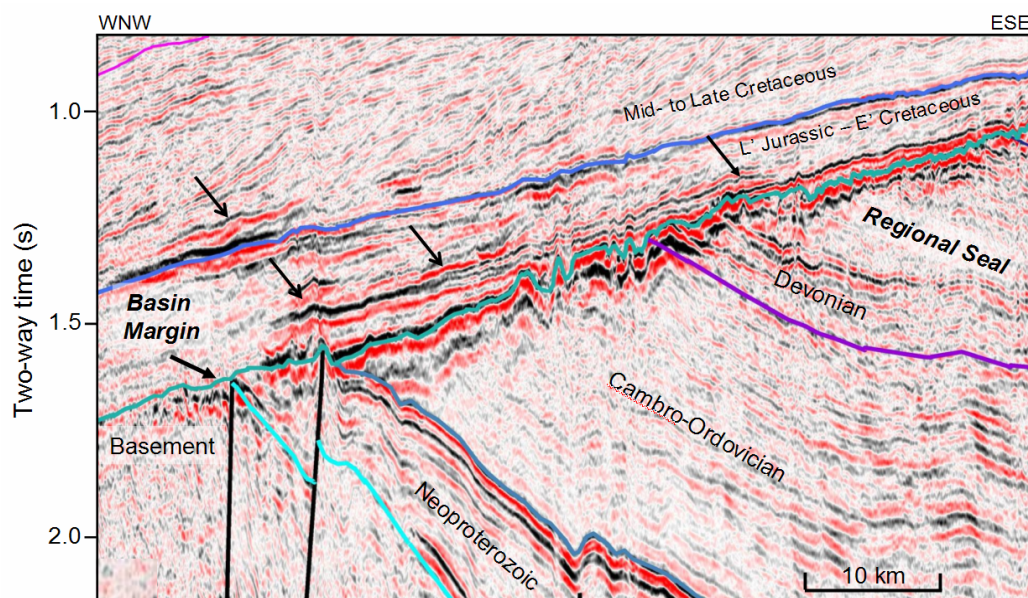 WNW
ESE
1.0
1.5
2.0
Two-way time (s)
Mid- to Late Cretaceous
L' Jurassic – E' Cretaceous
Regional Seal
Devonian
Basin
Margin
Cambro-Ordovician
Basement
Neoproterozoic
10 km